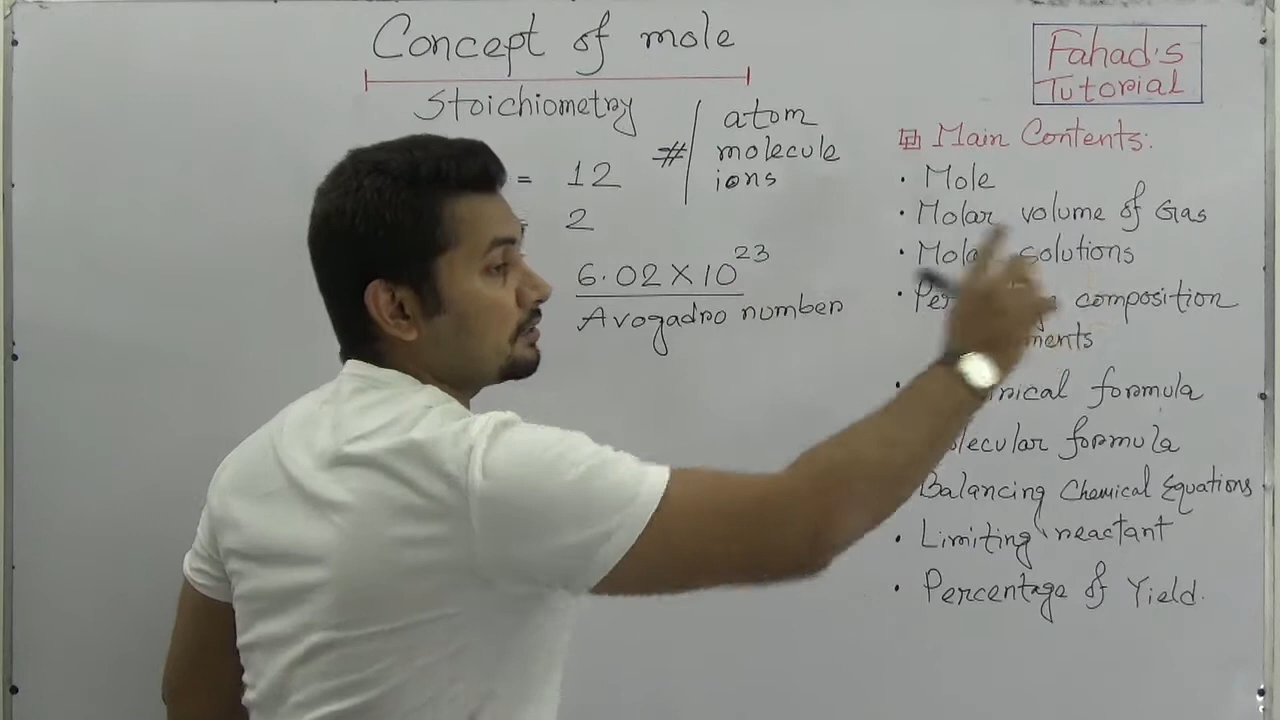 Concept of mole
Stoichiometry
= 12
= 2
6.02 X 10^23
Avogadro number
# atom
molecule
ions
Fahad's
Tutorial
Main Contents:
• Mole
• Molar volume of Gas
• solutions
• composition
• formula
formula
Balancing Chemical Equations
• Limiting reactant
• Percentage of Yield.